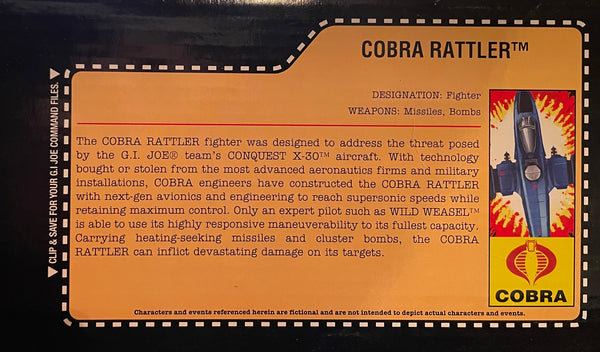 COBRA RATTLER™
DESIGNATION: Fighter
WEAPONS: Missiles, Bombs
The COBRA RATTLER fighter was designed to address the threat posed
by the G.I. JOE® team's CONQUEST X-30™ aircraft. With technology
bought or stolen from the most advanced aeronautics firms and military
installations, COBRA engineers have constructed the COBRA RATTLER
with next-gen avionics and engineering to reach supersonic speeds while
retaining maximum control. Only an expert pilot such as WILD WEASEL™
is able to use its highly responsive maneuverability to its fullest capacity.
Carrying heating-seeking missiles and cluster bombs, the COBRA
RATTLER can inflict devastating damage on its targets.
COBRA
Characters and events referenced herein are fictional and are not intended to depict actual characters and events.
CLIP & SAVE FOR YOUR G.I JOE COMMAND FILES.